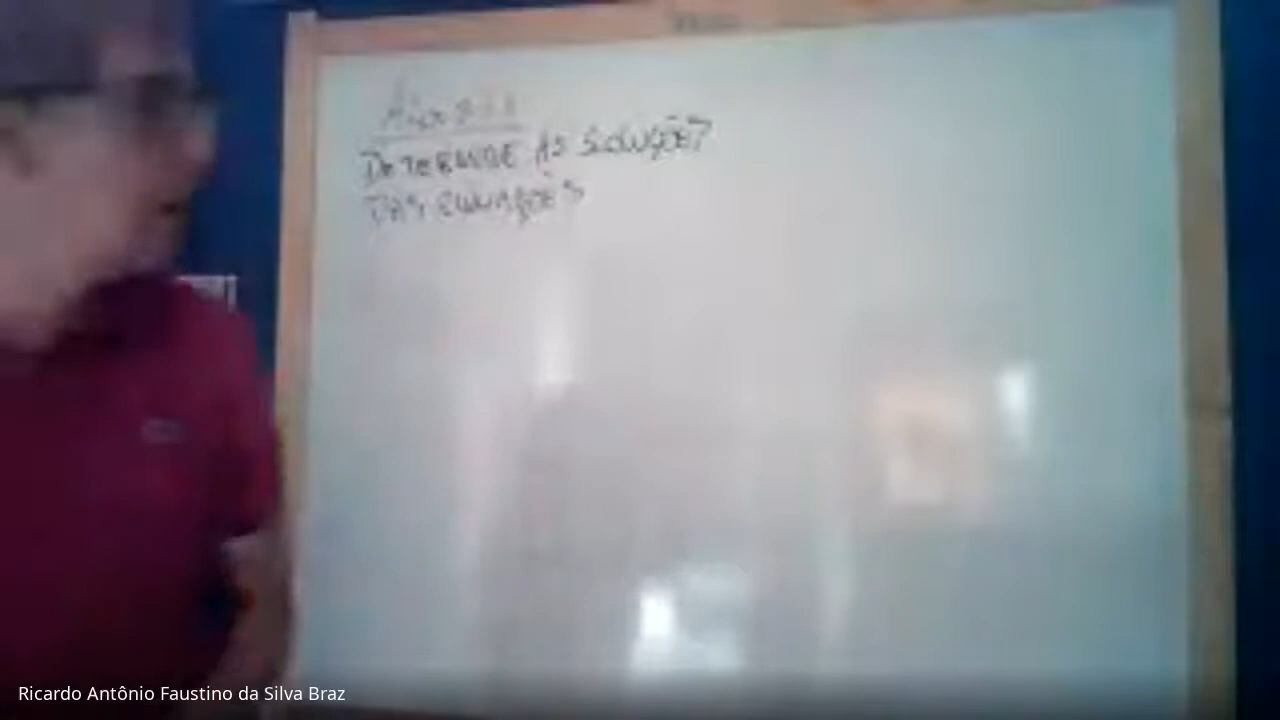 DETERMINE AS SOLUÇÕES
DAS EQUAÇÕES
Ricardo Antônio Faustino da Silva Braz